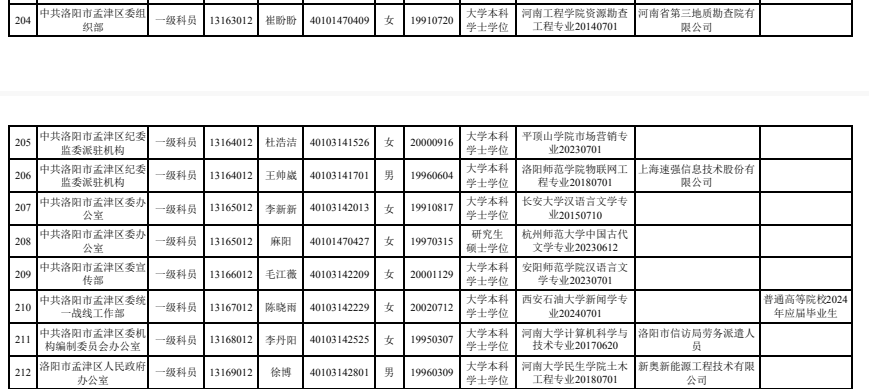 204 中共洛阳市孟津区委组织部 一级科员 13163012 崔盼盼 40101470409 女 19910720 大学本科 学士学位 河南工程学院资源勘查工程专业20140701 河南省第三地质勘查院有限公司
205 中共洛阳市孟津区纪委监委派驻机构 一级科员 13164012 杜浩洁 40103141526 女 20000916 大学本科 学士学位 平顶山学院市场营销专业20230701
206 中共洛阳市孟津区纪委监委派驻机构 一级科员 13164012 王帅崴 40103141701 男 19960604 大学本科 学士学位 洛阳师范学院物联网工程专业20180701 上海速强信息技术股份有限公司
207 中共洛阳市孟津区委办公室 一级科员 13165012 李新新 40103142013 女 19910817 大学本科 学士学位 长安大学汉语言文学专业20150710
208 中共洛阳市孟津区委办公室 一级科员 13165012 麻阳 40101470427 女 19970315 研究生 硕士学位 杭州师范大学中国古代文学专业20230612
209 中共洛阳市孟津区委宣传部 一级科员 13166012 毛江薇 40103142209 女 20001129 大学本科 学士学位 安阳师范学院汉语言文学专业20230701
210 中共洛阳市孟津区委统一战线工作部 一级科员 13167012 陈晓雨 40103142229 女 20020712 大学本科 学士学位 西安石油大学新闻学专业20240701 普通高等院校2024年应届毕业生
211 中共洛阳市孟津区委机构编制委员会办公室 一级科员 13168012 李丹阳 40103142525 女 19950307 大学本科 学士学位 河南大学计算机科学与技术专业20170620 洛阳市信访局劳务派遣人员
212 洛阳市孟津区人民政府办公室 一级科员 13169012 徐博 40103142801 男 19960309 大学本科 学士学位 河南大学民生学院土木工程专业20180701 新奥新能源工程技术有限公司